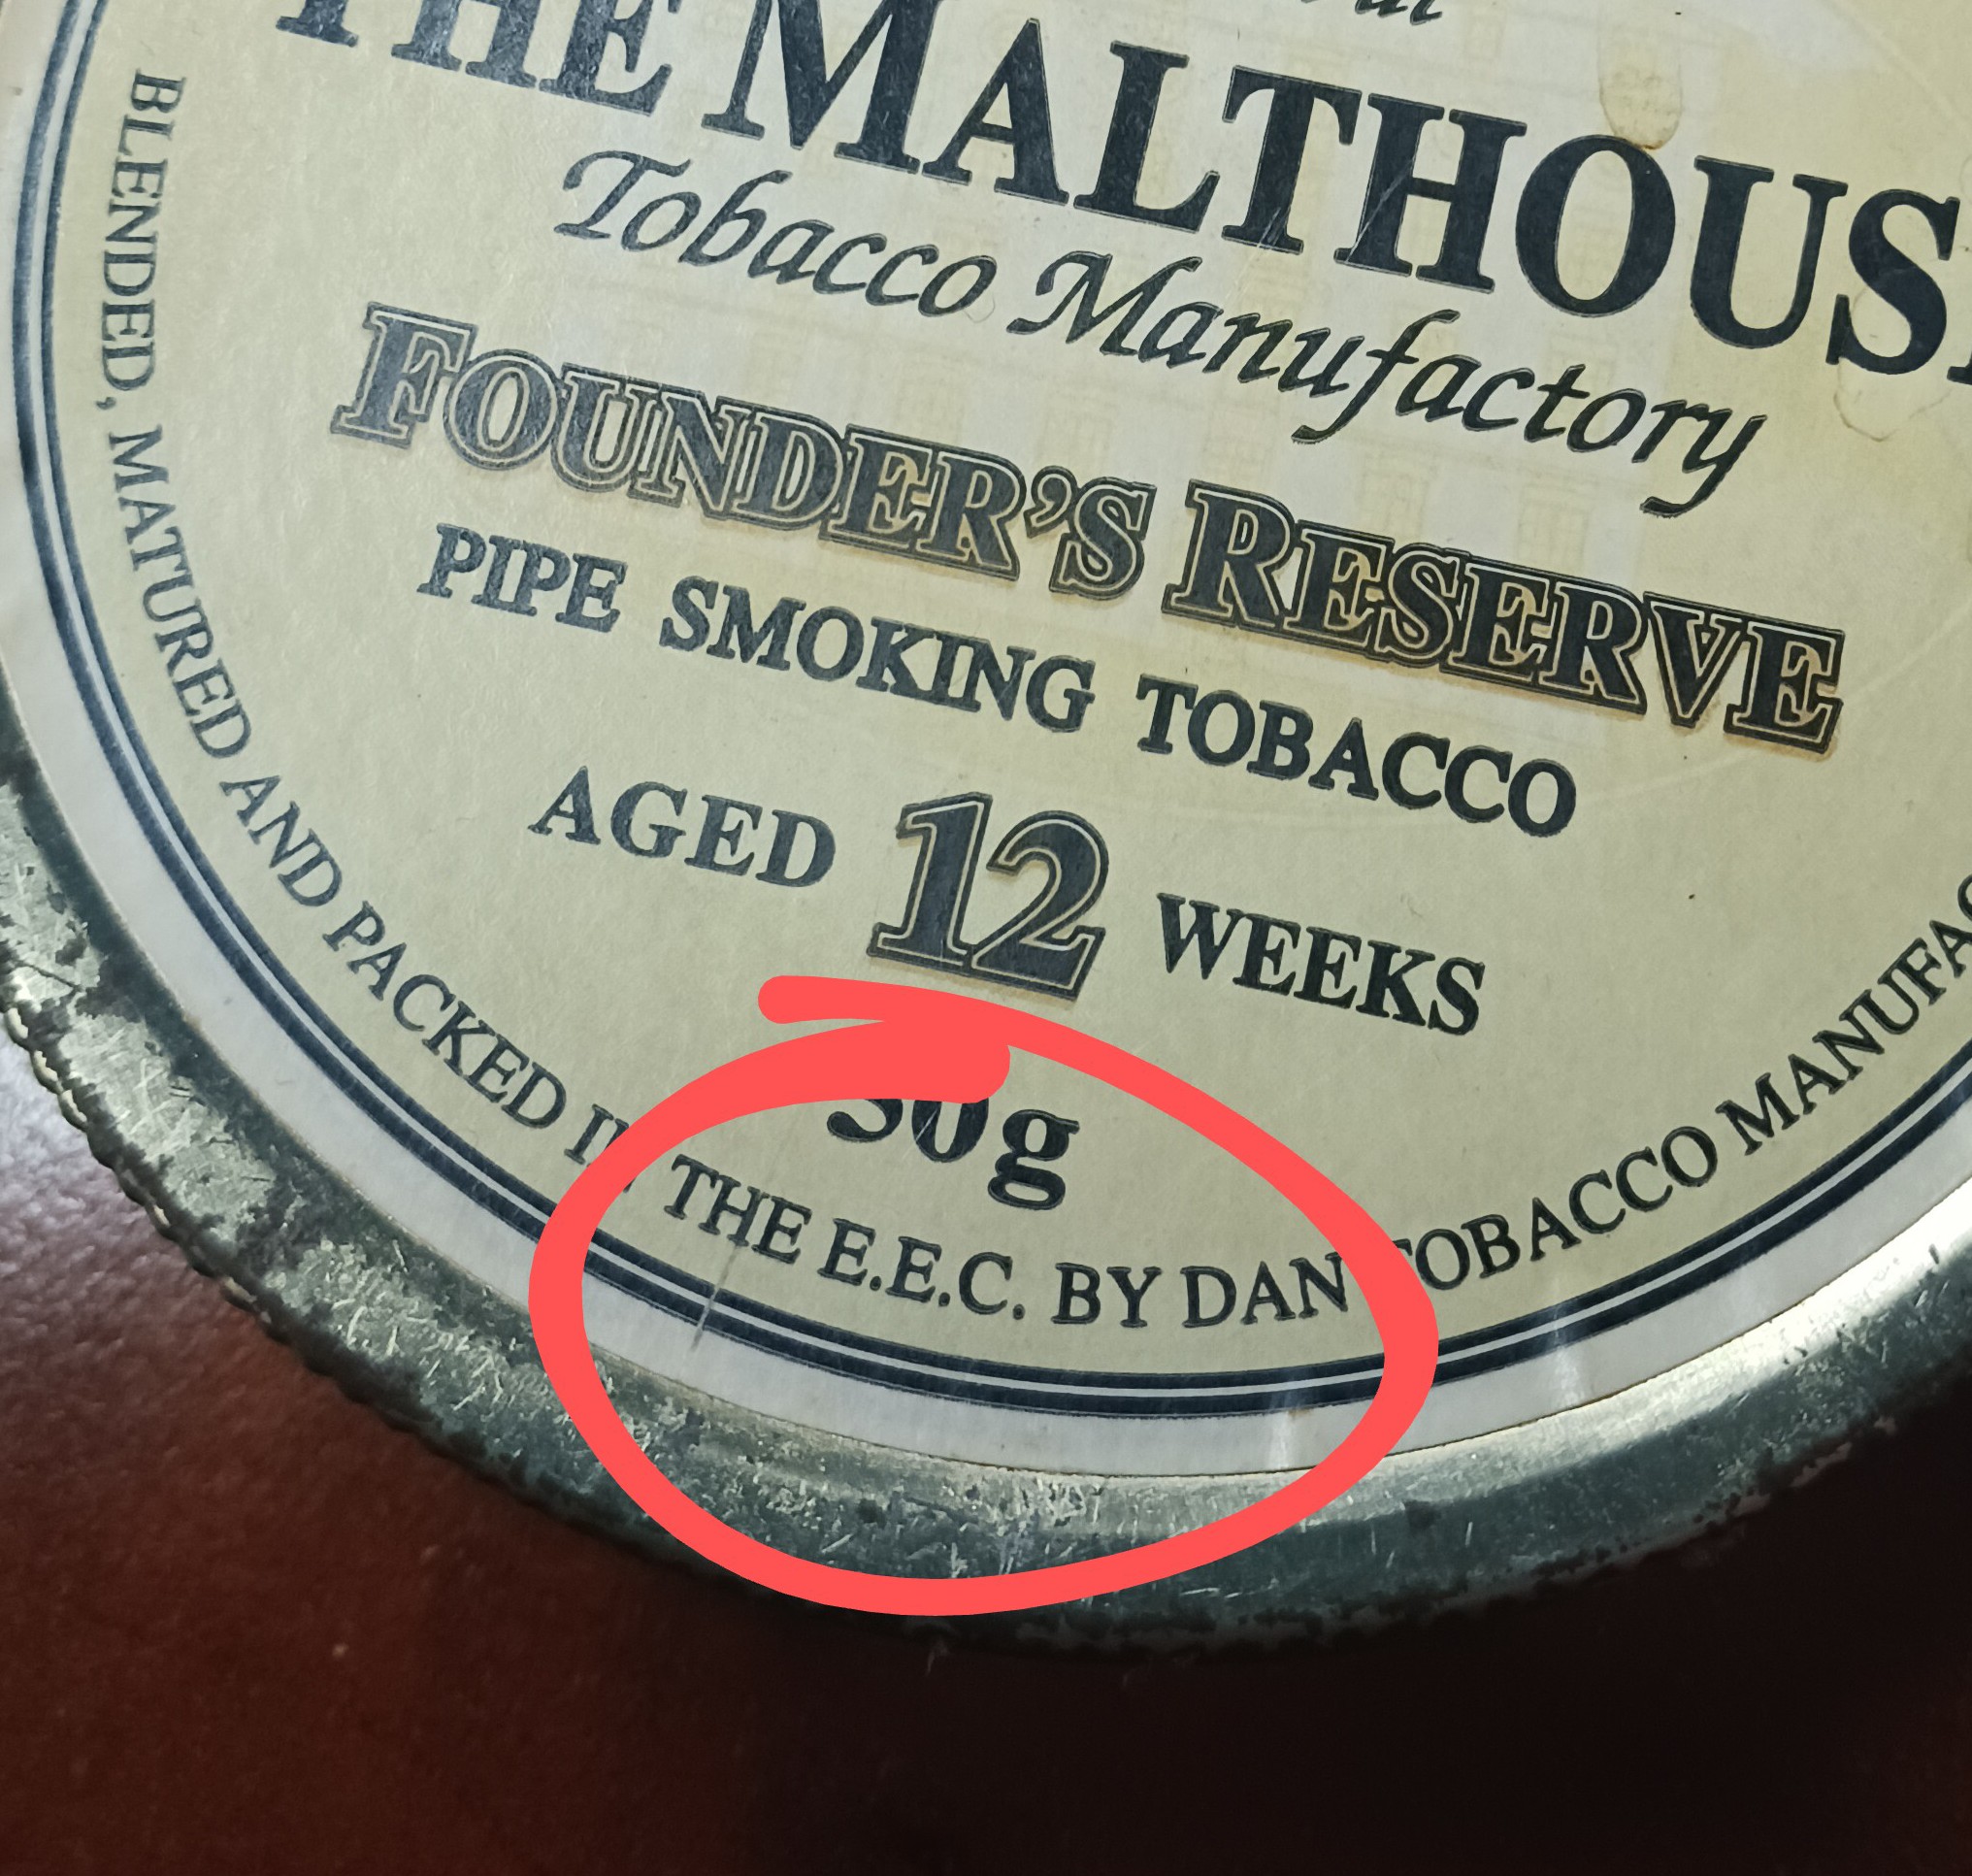 THE MALTHOUS
Tobacco Manufactory
FOUNDER'S RESERVE
PIPE SMOKING TOBACCO
AGED 12 WEEKS
BLENDED, MATURED AND PACKED IN THE E.E.C. BY DAN TOBACCO MANUFAC